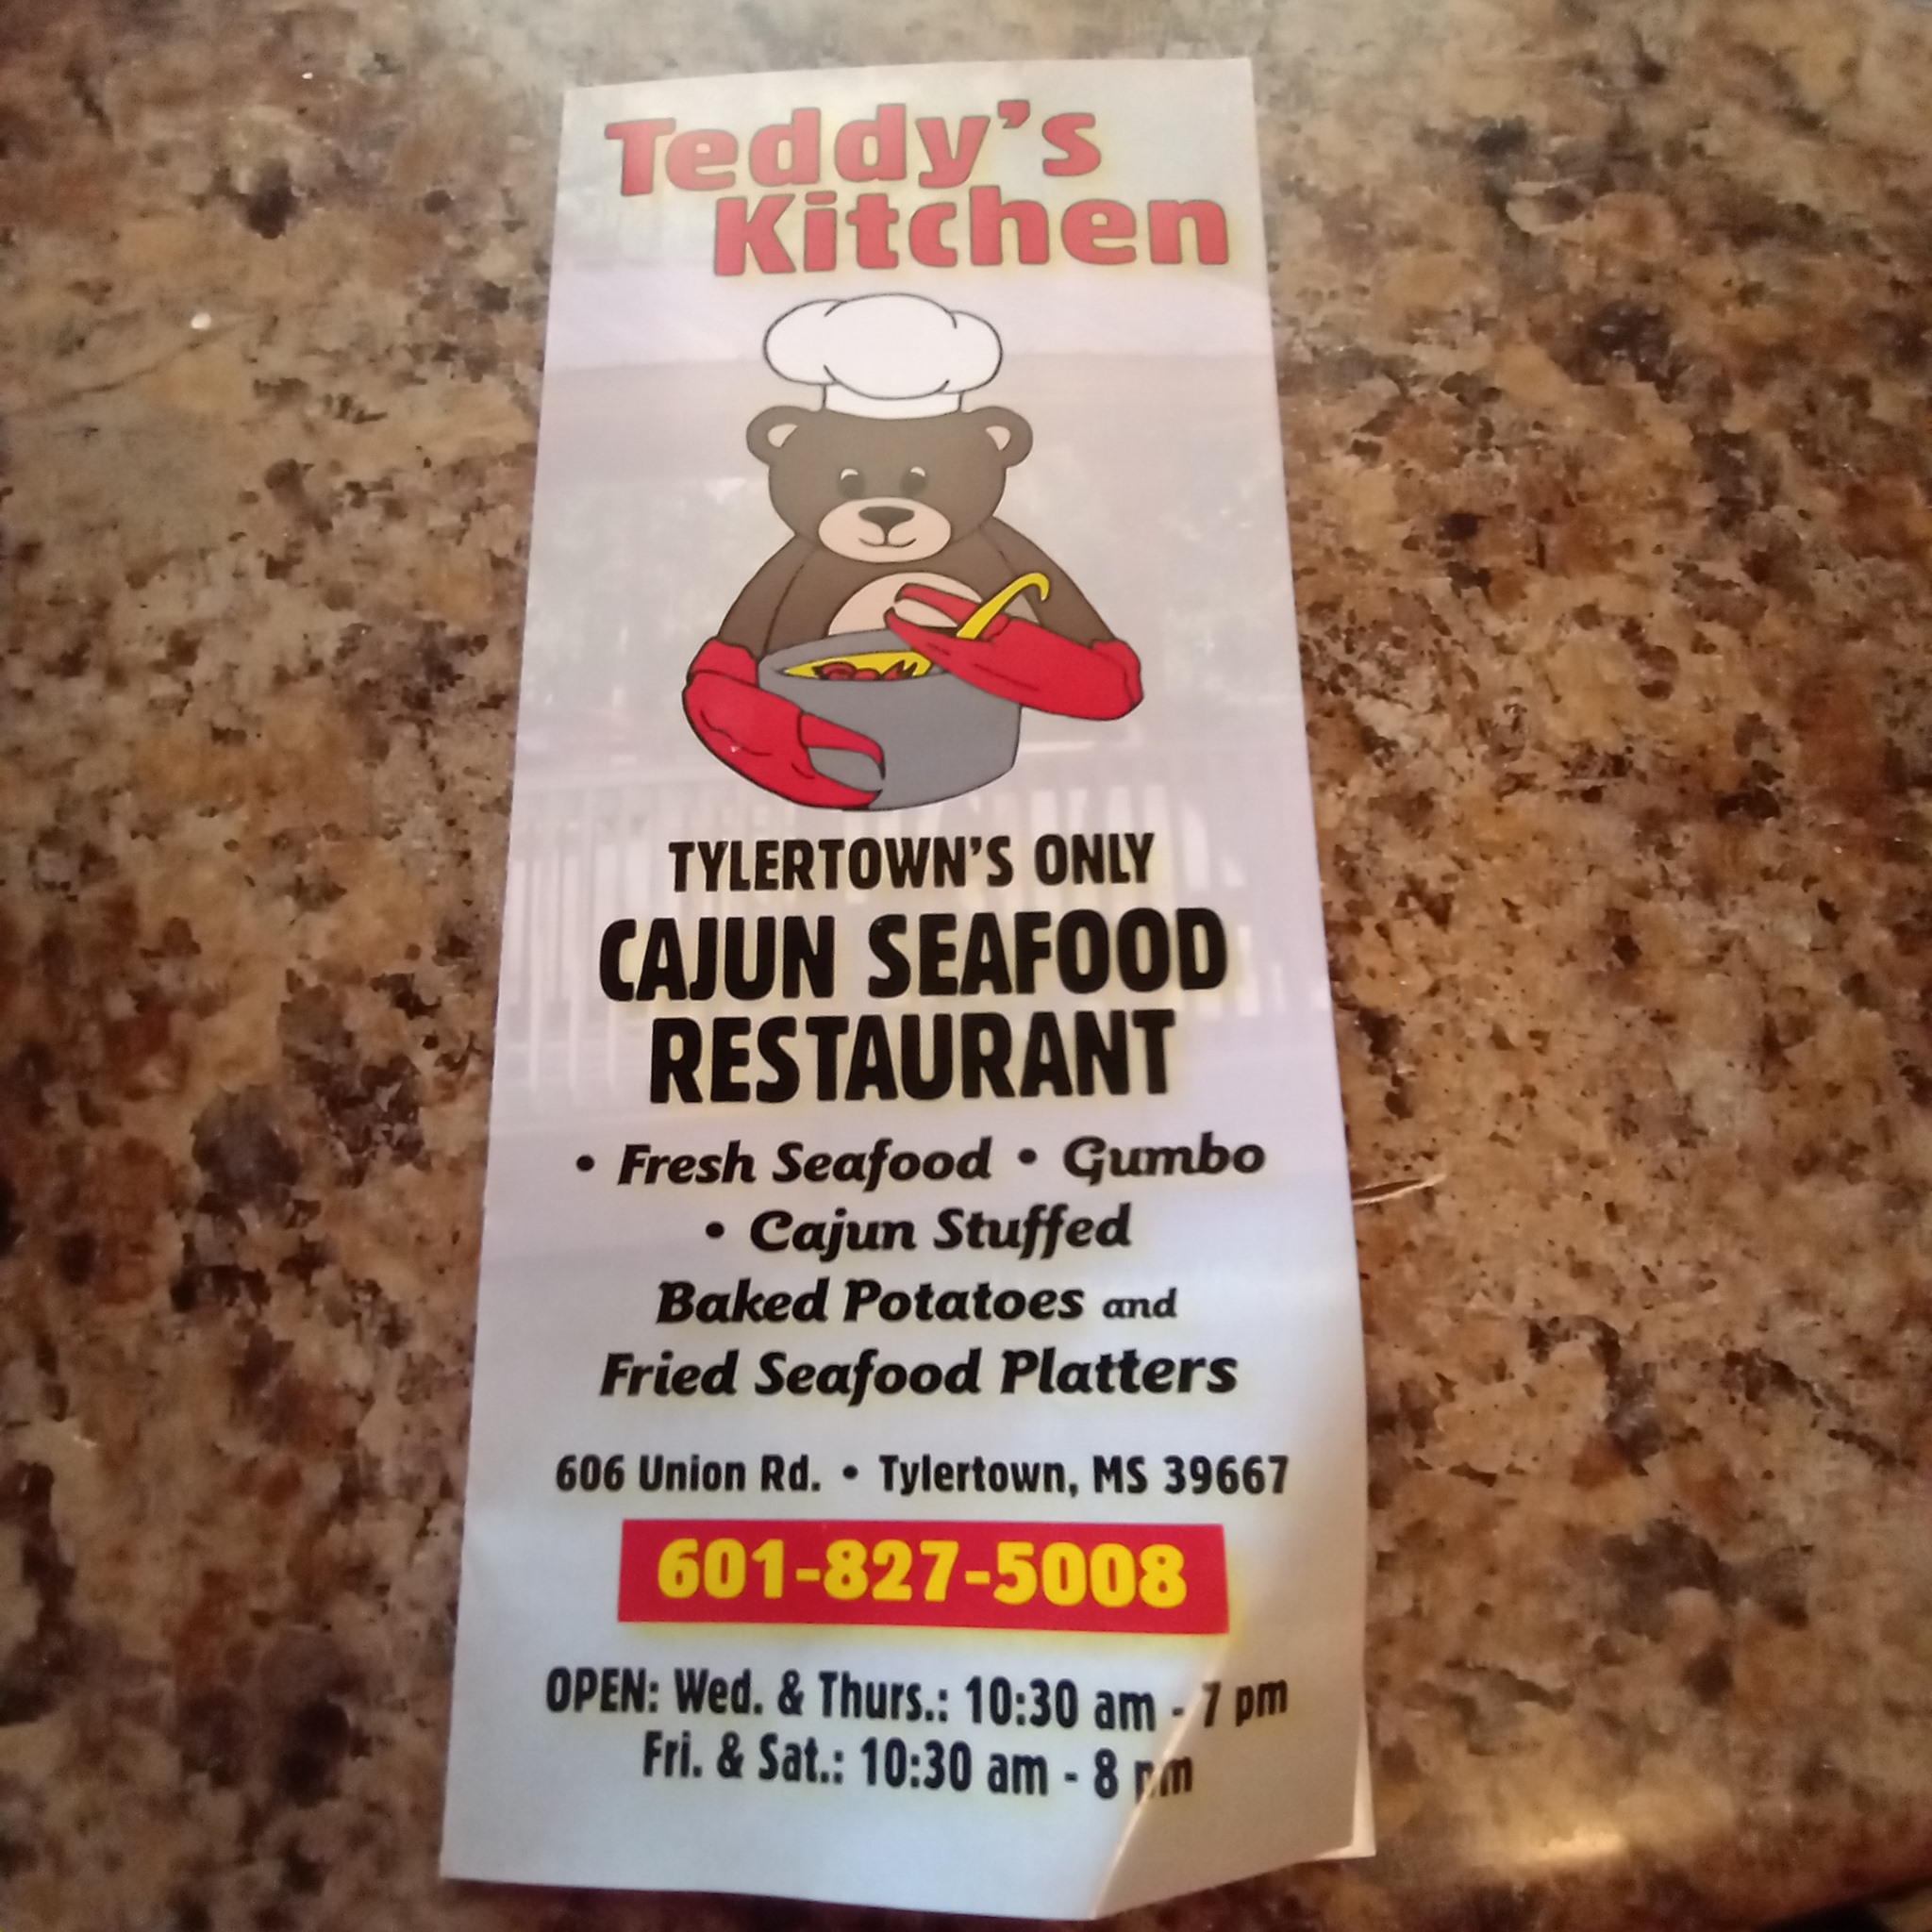 Teddy's
Kitchen
TYLERTOWN'S ONLY
CAJUN SEAFOOD
RESTAURANT
• Fresh Seafood • Gumbo
• Cajun Stuffed
Baked Potatoes and
Fried Seafood Platters
606 Union Rd. • Tylertown, MS 39667
601-827-5008
OPEN: Wed. & Thurs.: 10:30 am - 7 pm
Fri. & Sat.: 10:30 am - 8 pm